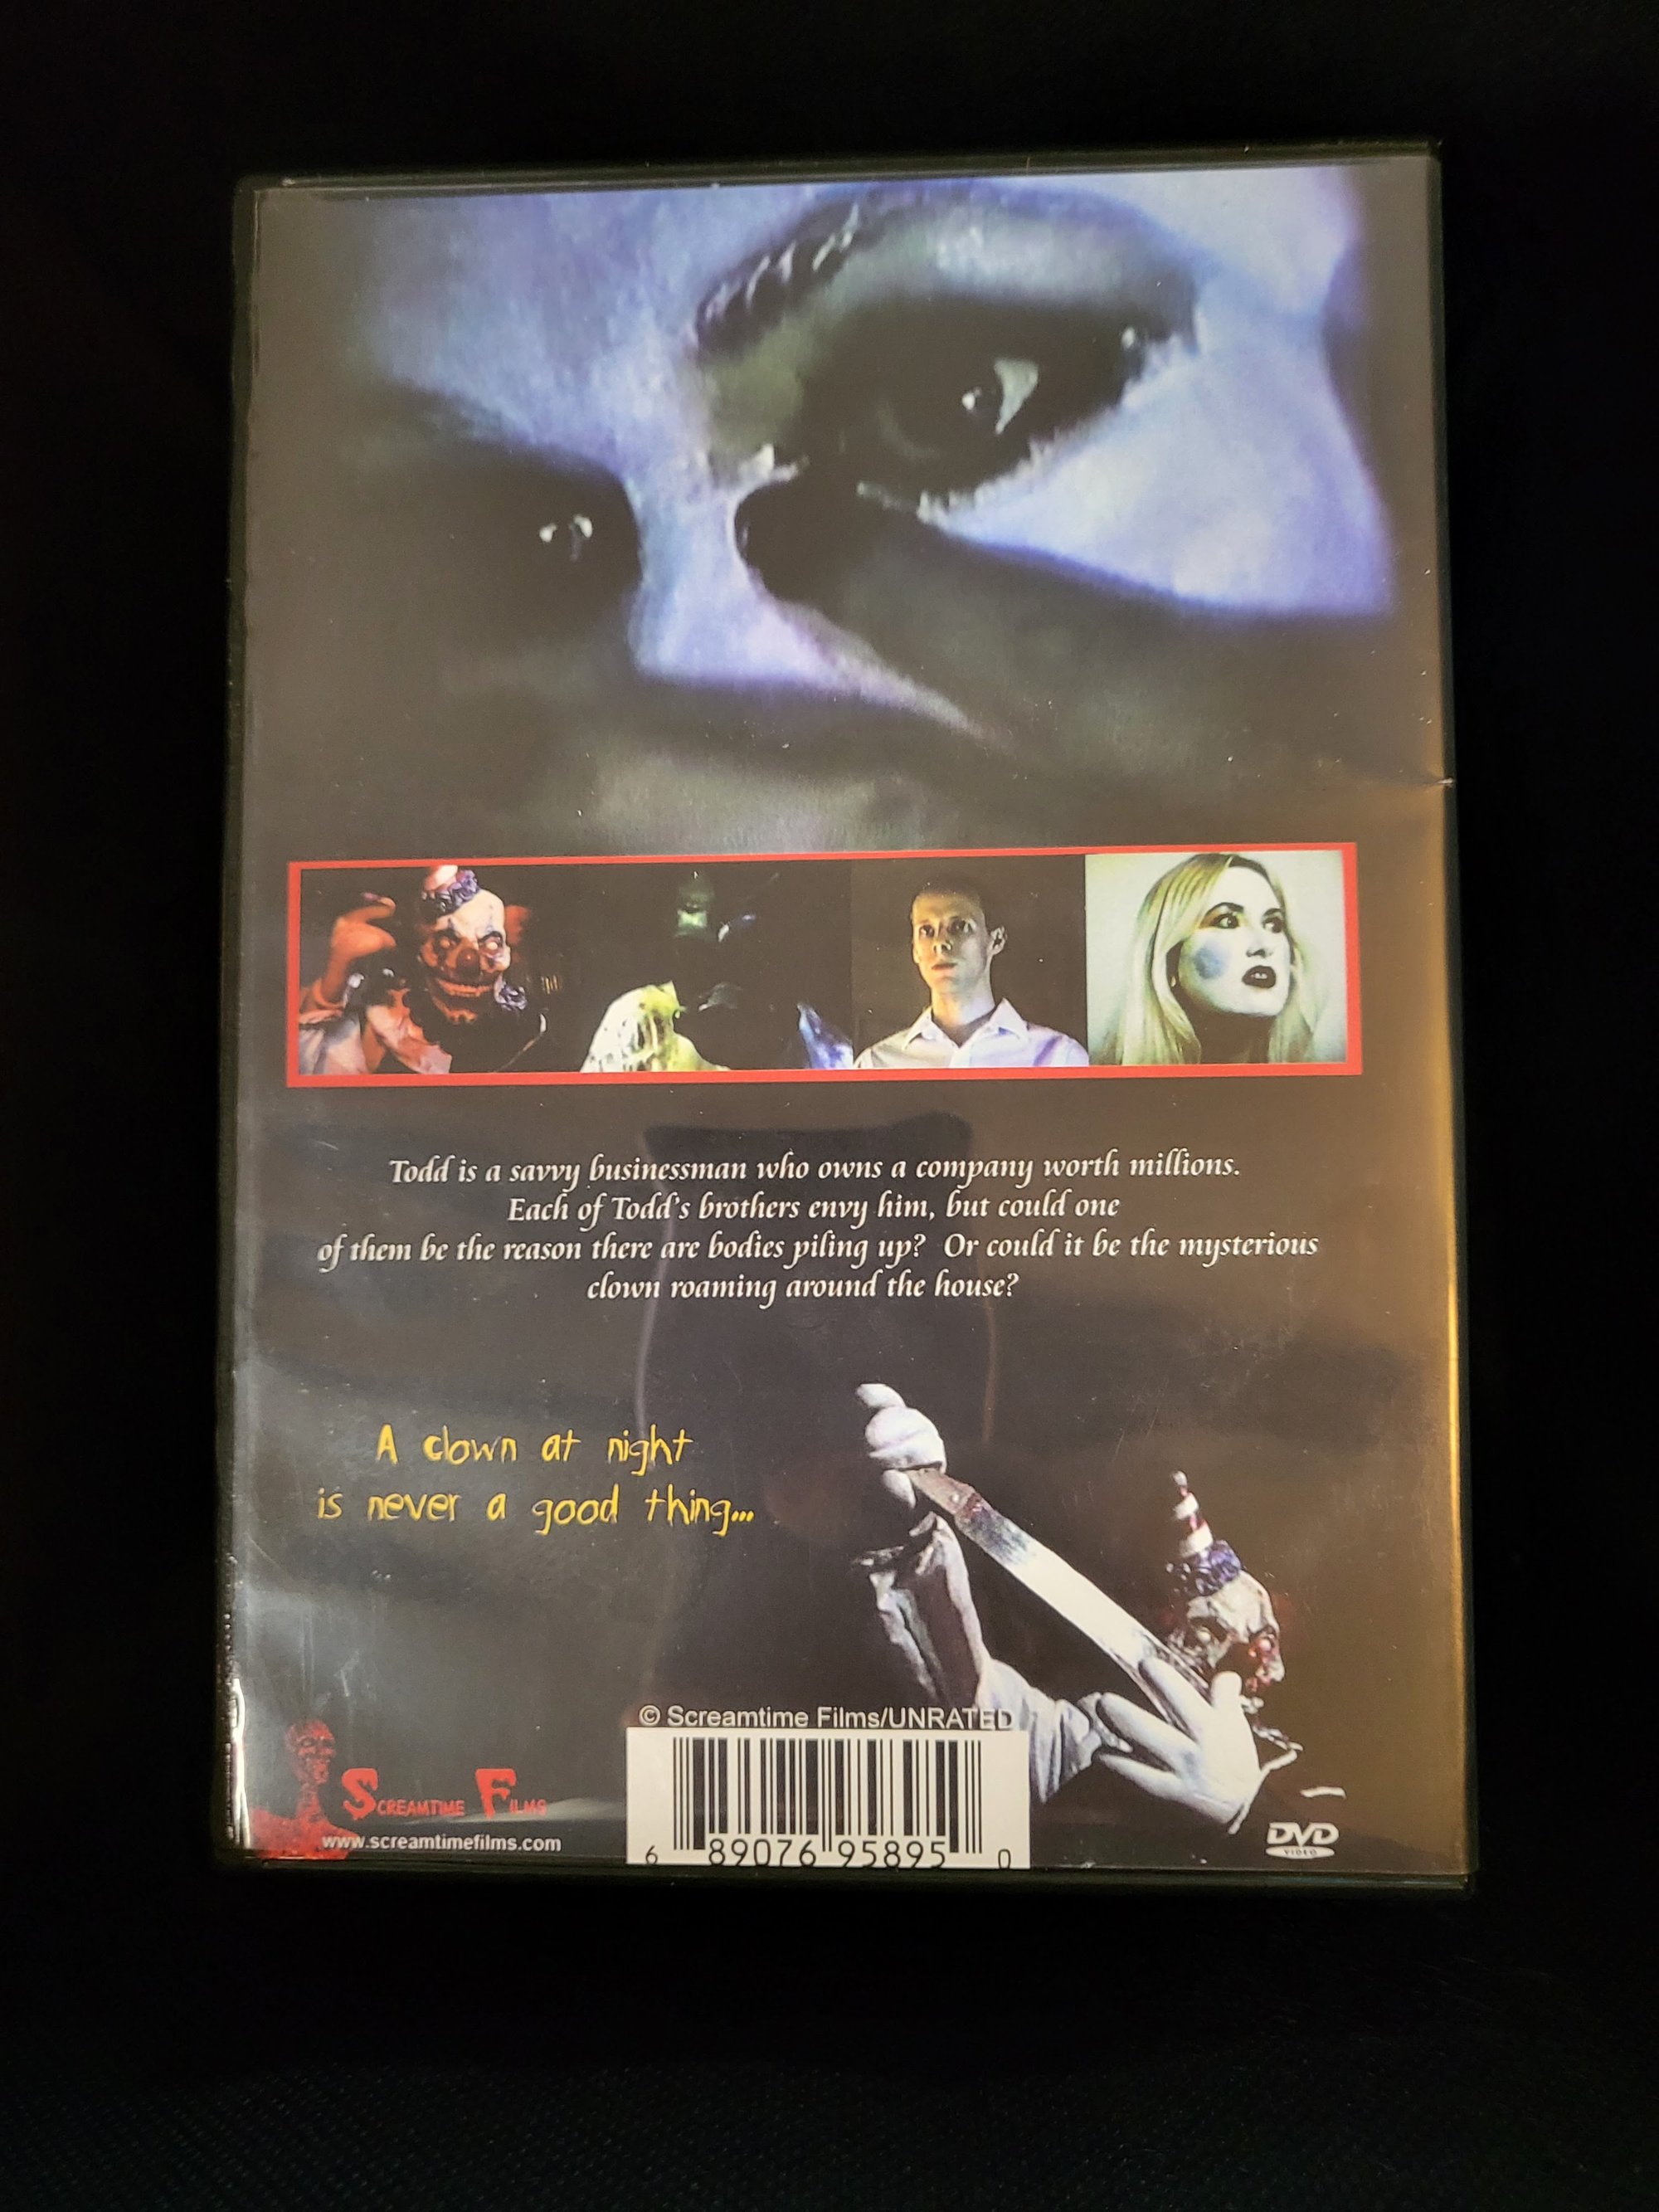 Todd is a savvy businessman who owns a company worth millions.
Each of Todd's brothers envy him, but could one
of them be the reason there are bodies piling up?  Or could it be the mysterious
clown roaming around the house?
A clown at night
is never a good thing...
© Screamtime Films/UNRATED
SCREAMTIME FILMS
www.screamtimefilms.com
6 89076 95895 0
DVD
VIDEO